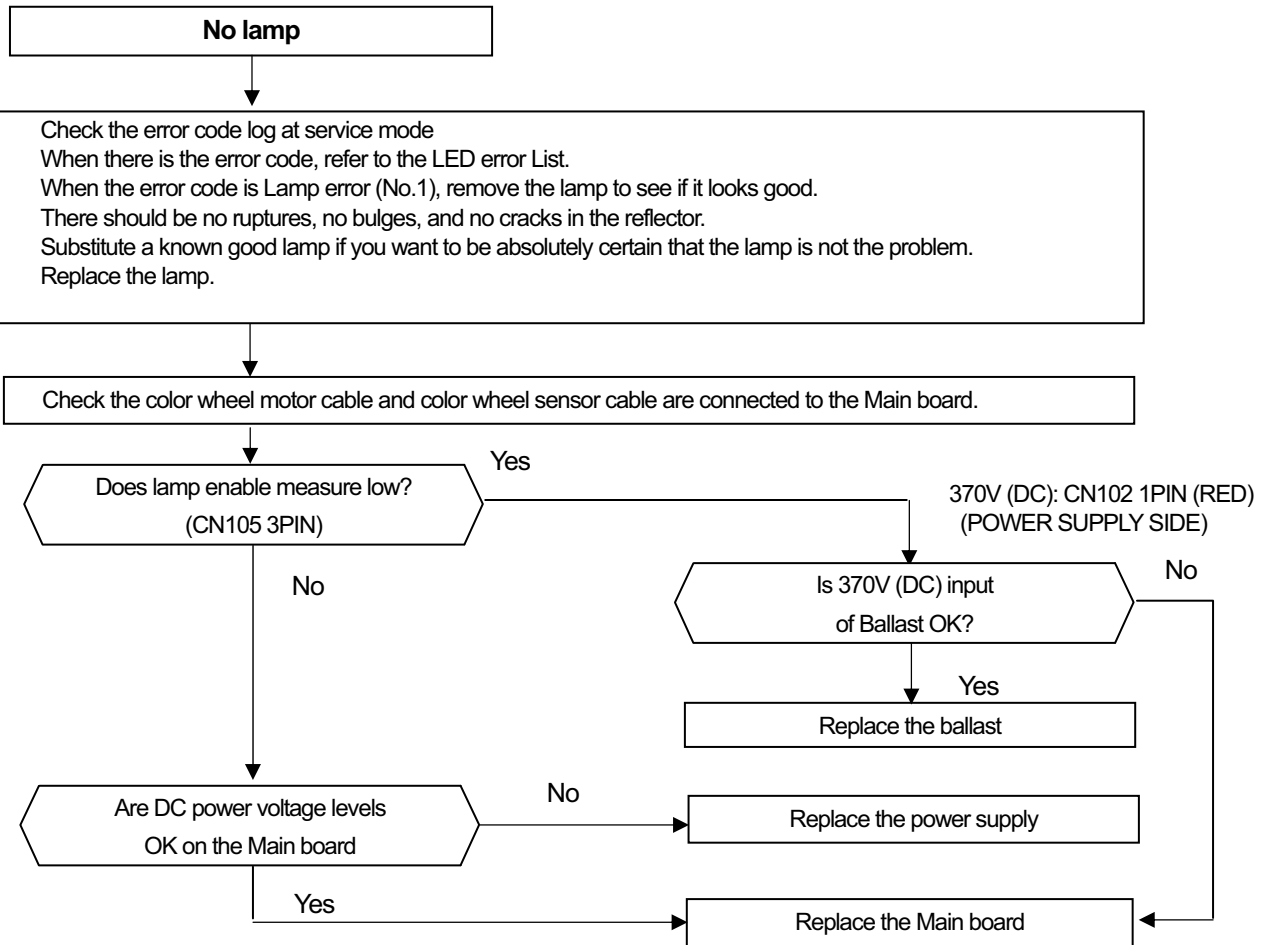 No lamp
Check the error code log at service mode
When there is the error code, refer to the LED error List.
When the error code is Lamp error (No.1), remove the lamp to see if it looks good.
There should be no ruptures, no bulges, and no cracks in the reflector.
Substitute a known good lamp if you want to be absolutely certain that the lamp is not the problem.
Replace the lamp.
Check the color wheel motor cable and color wheel sensor cable are connected to the Main board.
Does lamp enable measure low?
(CN105 3PIN)
Yes
370V (DC): CN102 1PIN (RED)
(POWER SUPPLY SIDE)
No
Is 370V (DC) input
of Ballast OK?
No
Yes
Replace the ballast
Are DC power voltage levels
OK on the Main board
No
Replace the power supply
Yes
Replace the Main board